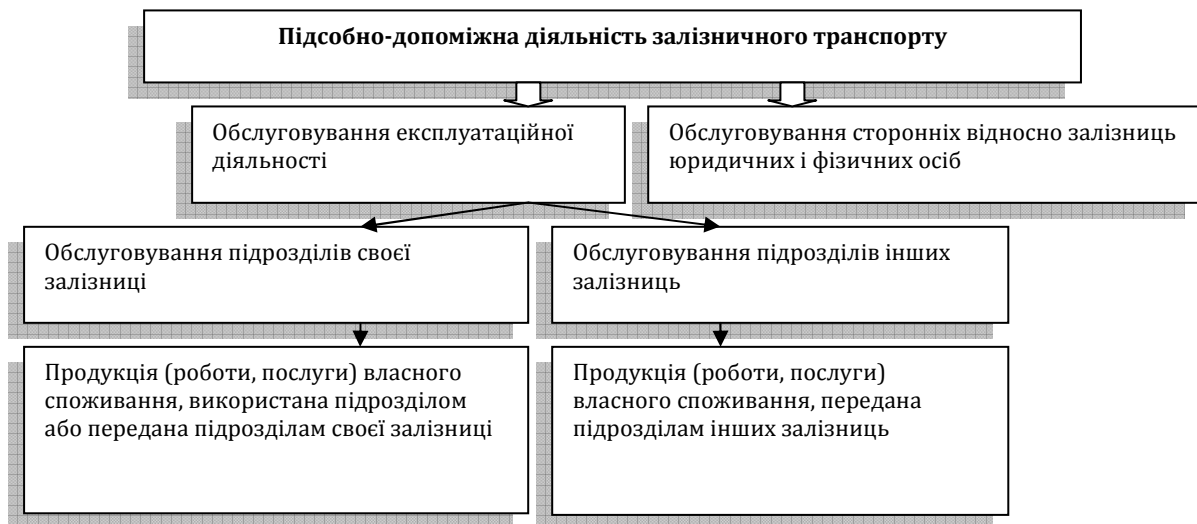 Підсобно-допоміжна діяльність залізничного транспорту
Обслуговування експлуатаційної
діяльності
Обслуговування сторонніх відносно залізниць
юридичних і фізичних осіб
Обслуговування підрозділів своєї
залізниці
Обслуговування підрозділів інших
залізниць
Продукція (роботи, послуги) власного
споживання, використана підрозділом
або передана підрозділам своєї залізниці
Продукція (роботи, послуги)
власного споживання, передана
підрозділам інших залізниць